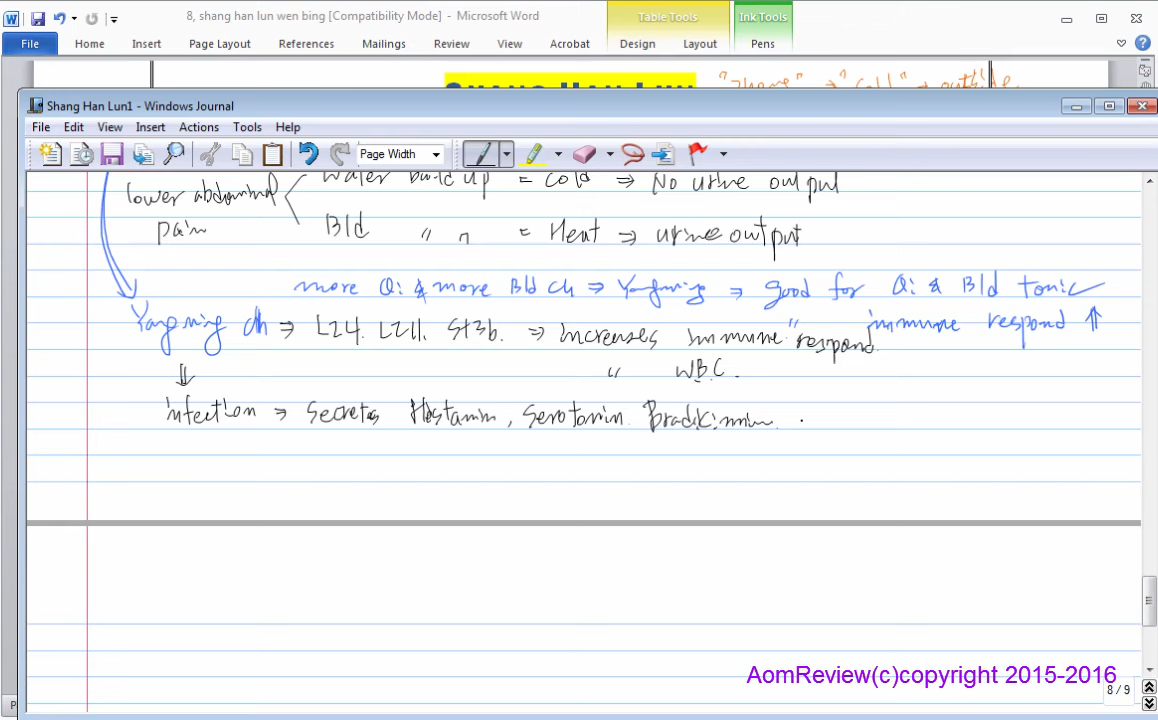 8, shang han lun wen bing [Compatibility Mode] - Microsoft Word
Table Tools
Ink Tools
File Home Insert Page Layout References Mailings Review View Acrobat Design Layout Pens
"Shang" → "Cold" → outside
Shang Han Lun1 - Windows Journal
File Edit View Insert Actions Tools Help
Page Width
lower abdominal pain
water build up = Cold ⇒ No urine output
Bld " " = Heat ⇒ urine output
more Qi & more Bld ch ⇒ Yangming ⇒ good for Qi & Bld tonic
" immune respond ↑
Yangming ch ⇒ LI4. LI11. ST36. ⇒ increases immune respond.
" WBC.
⇓
infection ⇒ Secretes Histamin, Serotonin. Bradikinnin.
AomReview(c)copyright 2015-2016
8 / 9